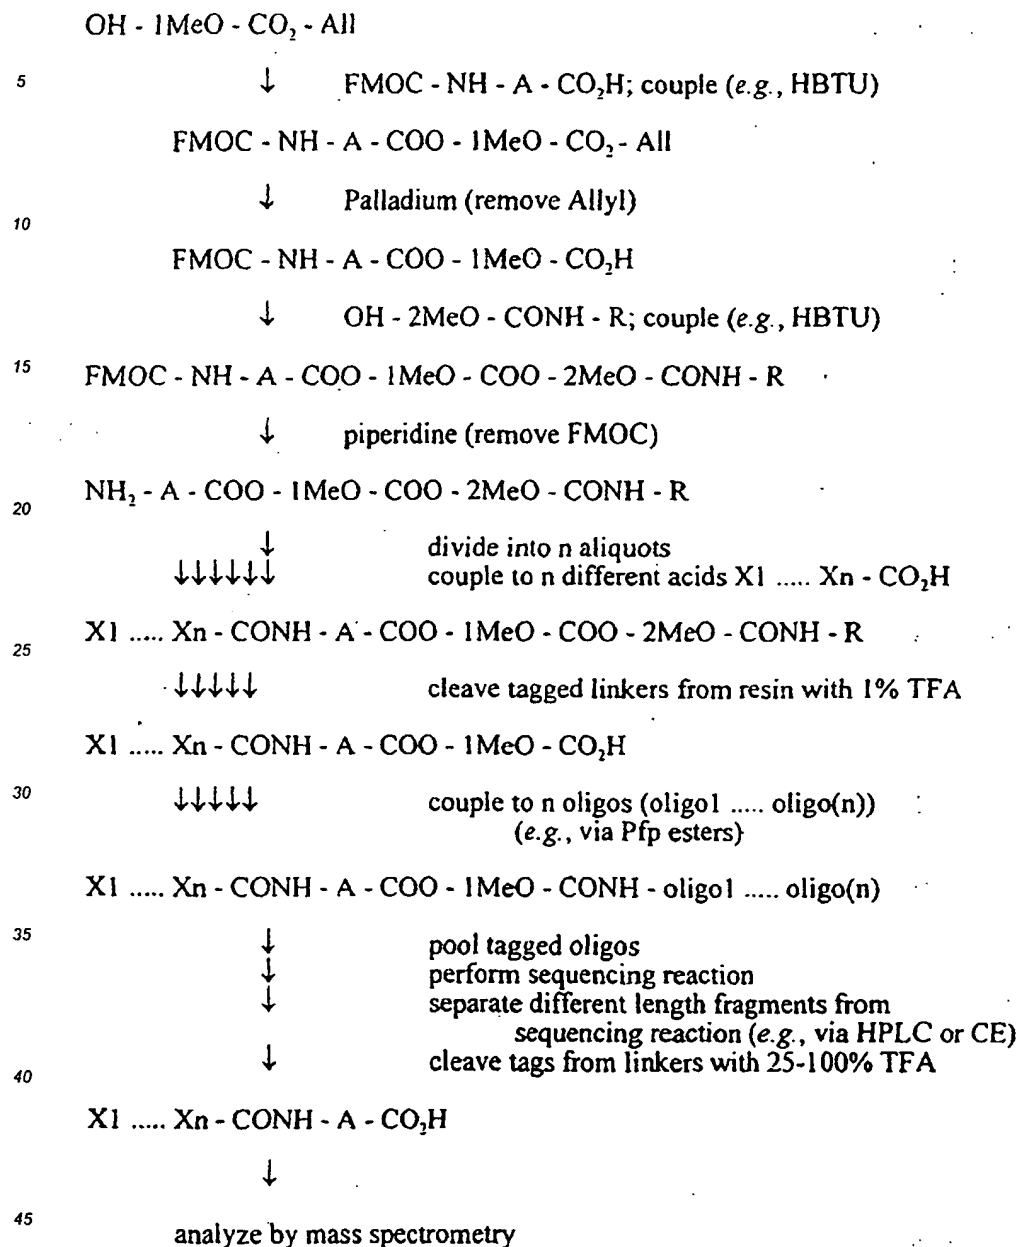 OH - 1MeO - CO₂ - All
5 ↓ FMOC - NH - A - CO₂H; couple (e.g., HBTU)
FMOC - NH - A - COO - 1MeO - CO₂ - All
↓ Palladium (remove Allyl)
10
FMOC - NH - A - COO - 1MeO - CO₂H
↓ OH - 2MeO - CONH - R; couple (e.g., HBTU)
15
FMOC - NH - A - COO - 1MeO - COO - 2MeO - CONH - R
↓ piperidine (remove FMOC)
NH₂ - A - COO - 1MeO - COO - 2MeO - CONH - R
20
↓ divide into n aliquots
↓↓↓↓↓↓ couple to n different acids X1 ..... Xn - CO₂H
X1 ..... Xn - CONH - A - COO - 1MeO - COO - 2MeO - CONH - R
25
↓↓↓↓↓ cleave tagged linkers from resin with 1% TFA
X1 ..... Xn - CONH - A - COO - 1MeO - CO₂H
30 ↓↓↓↓↓ couple to n oligos (oligo1 ..... oligo(n))
(e.g., via Pfp esters)
X1 ..... Xn - CONH - A - COO - 1MeO - CONH - oligo1 ..... oligo(n)
35 ↓ pool tagged oligos
↓ perform sequencing reaction
↓ separate different length fragments from
sequencing reaction (e.g., via HPLC or CE)
↓ cleave tags from linkers with 25-100% TFA
40
X1 ..... Xn - CONH - A - CO₂H
↓
45
analyze by mass spectrometry